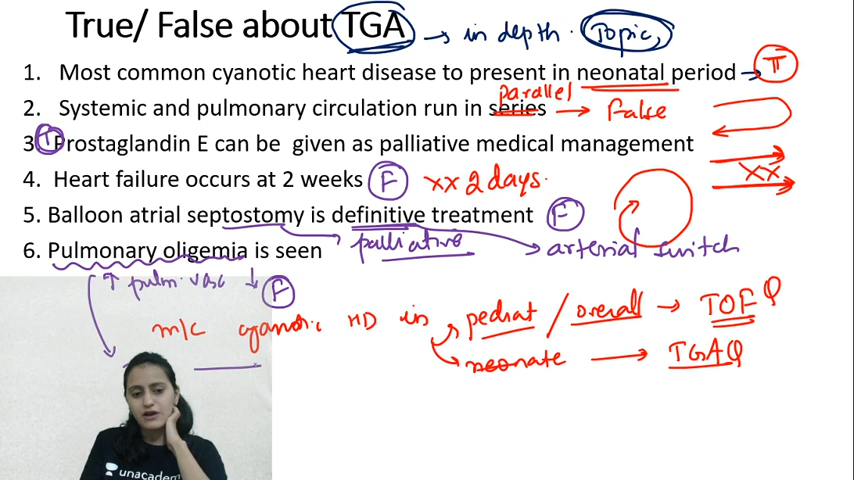 True/ False about TGA → in depth. Topic,
1. Most common cyanotic heart disease to present in neonatal period → T
parallel
2. Systemic and pulmonary circulation run in series → false
3. T Prostaglandin E can be given as palliative medical management
4. Heart failure occurs at 2 weeks F xx 2 days.
xx
5. Balloon atrial septostomy is definitive treatment F
palliative → arterial switch
6. Pulmonary oligemia is seen
↑ pulm. vasc ↓ F
m/c cyanotic HD in pediat / overall → TOF
neonate → TGA
unacademy